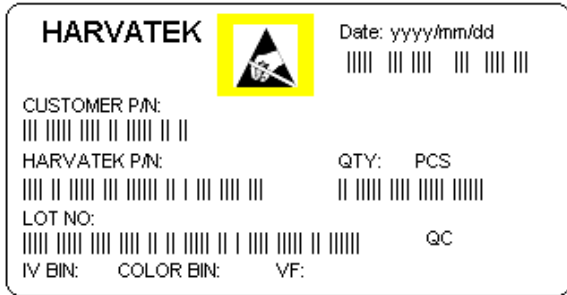 HARVATEK
Date: yyyy/mm/dd
CUSTOMER P/N:
HARVATEK P/N:
QTY: PCS
LOT NO:
QC
IV BIN: COLOR BIN: VF: